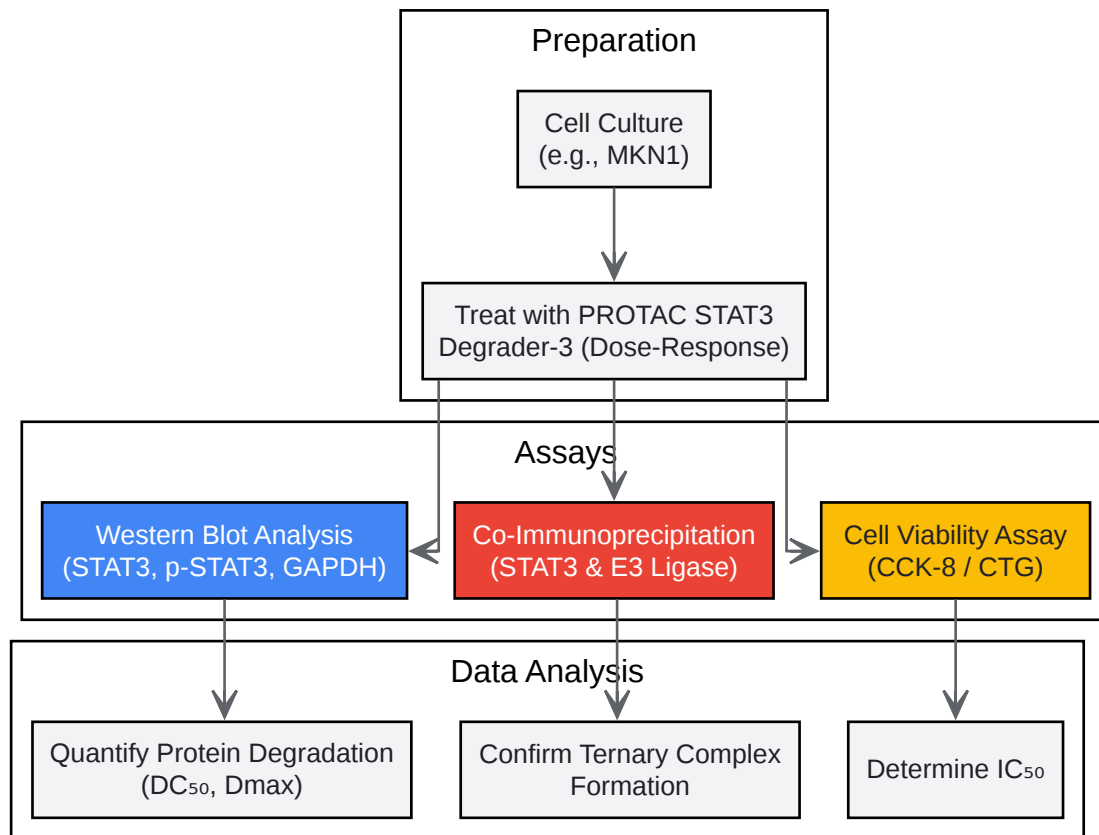 Preparation
Cell Culture
(e.g., MKN1)
Treat with PROTAC STAT3
Degrader-3 (Dose-Response)
Assays
Western Blot Analysis
(STAT3, p-STAT3, GAPDH)
Co-Immunoprecipitation
(STAT3 & E3 Ligase)
Cell Viability Assay
(CCK-8 / CTG)
Data Analysis
Quantify Protein Degradation
(DC₅₀, Dmax)
Confirm Ternary Complex
Formation
Determine IC₅₀